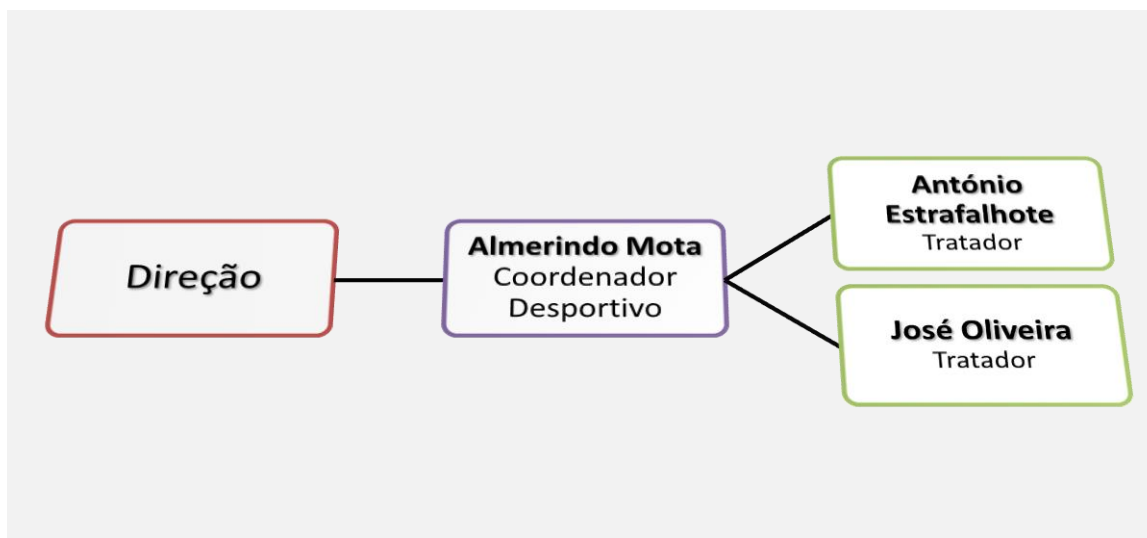 Direção
Almerindo Mota
Coordenador
Desportivo
António
Estrafalhote
Tratador
José Oliveira
Tratador